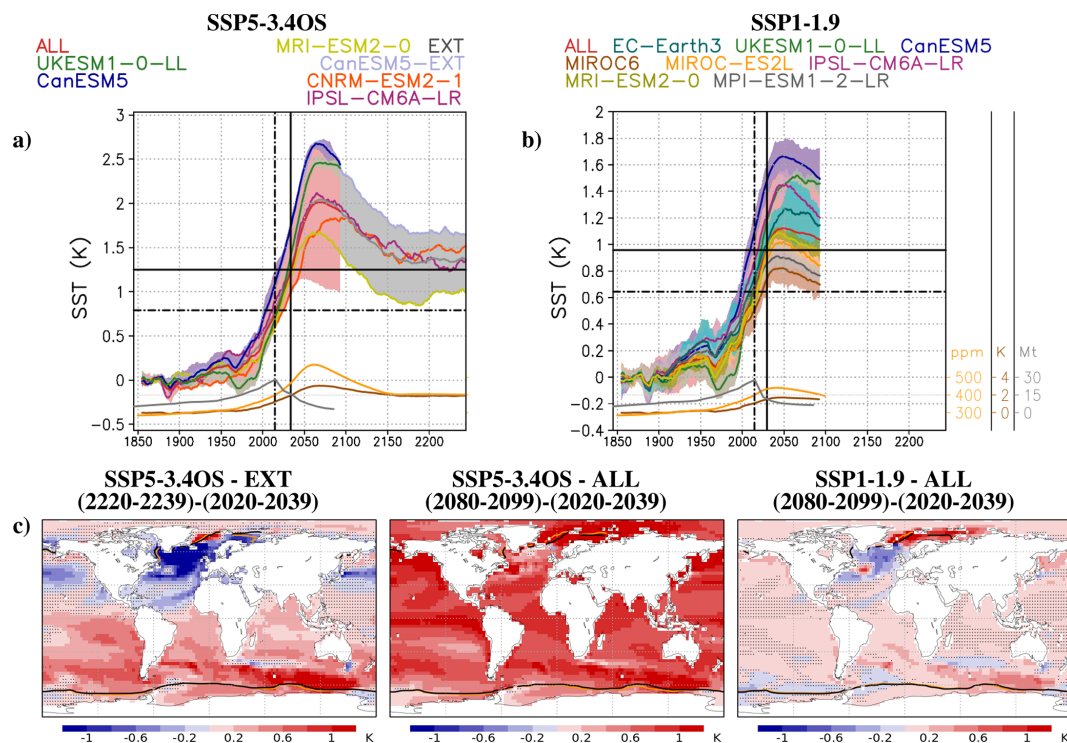 SSP5-3.4OS
SSP1-1.9
ALL MRI-ESM2-0 EXT
UKESM1-0-LL CanESM5-EXT
CanESM5 CNRM-ESM2-1
IPSL-CM6A-LR
ALL EC-Earth3 UKESM1-0-LL CanESM5
MIROC6 MIROC-ES2L IPSL-CM6A-LR
MRI-ESM2-0 MPI-ESM1-2-LR
a)
SST (K)
3
2.5
2
1.5
1
0.5
0
-0.5
1850 1900 1950 2000 2050 2100 2150 2200
b)
SST (K)
2
1.8
1.6
1.4
1.2
1
0.8
0.6
0.4
0.2
0
-0.2
-0.4
1850 1900 1950 2000 2050 2100 2150 2200
ppm K Mt
500 4 30
400 2 15
300 0 0
SSP5-3.4OS - EXT
(2220-2239)-(2020-2039)
SSP5-3.4OS - ALL
(2080-2099)-(2020-2039)
SSP1-1.9 - ALL
(2080-2099)-(2020-2039)
c)
-1 -0.6 -0.2 0.2 0.6 1 K
-1 -0.6 -0.2 0.2 0.6 1 K
-1 -0.6 -0.2 0.2 0.6 1 K